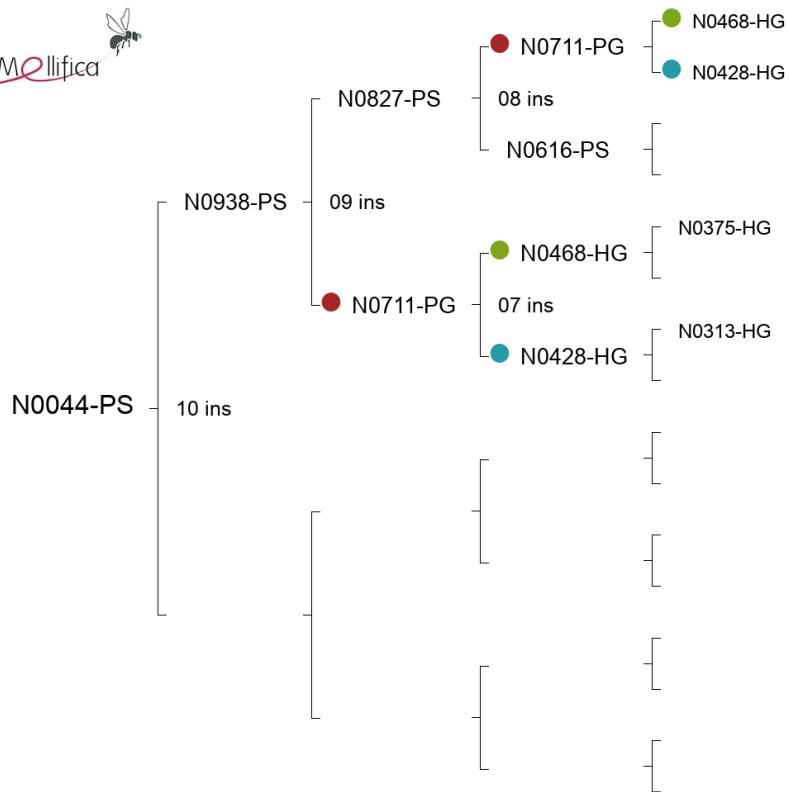 Mellifica
N0468-HG
N0711-PG
N0428-HG
N0827-PS
08 ins
N0616-PS
N0938-PS
09 ins
N0375-HG
N0468-HG
N0711-PG
07 ins
N0313-HG
N0428-HG
N0044-PS
10 ins